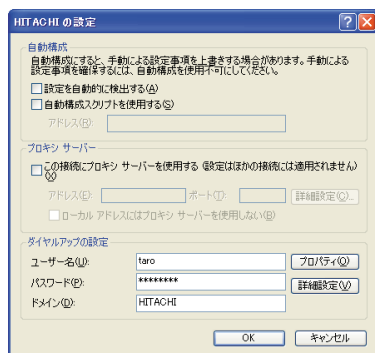 HITACHI の設定
自動構成
自動構成にすると、手動による設定事項を上書きする場合があります。手動による
設定事項を確保するには、自動構成を使用不可にしてください。
設定を自動的に検出する(A)
自動構成スクリプトを使用する(S)
アドレス(R):
プロキシ サーバー
この接続にプロキシ サーバーを使用する (設定はほかの接続には適用されません)
(X)
アドレス(E): ポート(T): 詳細設定(C)...
ローカル アドレスにはプロキシ サーバーを使用しない(B)
ダイヤルアップの設定
ユーザー名(U): taro プロパティ(O)
パスワード(P): ******** 詳細設定(V)
ドメイン(D): HITACHI
OK キャンセル